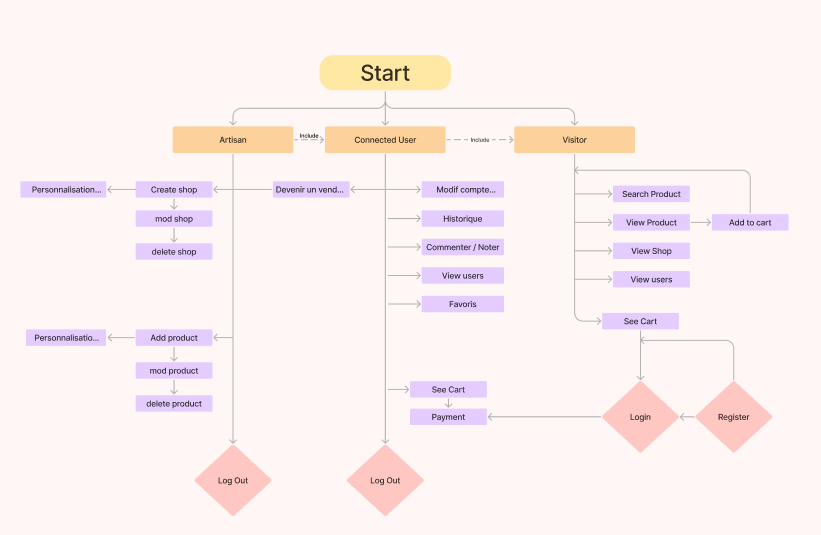 Start
Artisan
Include
Connected User
Include
Visitor
Personnalisation...
Create shop
Devenir un vend...
Modif compte...
Search Product
mod shop
Historique
View Product
Add to cart
delete shop
Commenter / Noter
View Shop
View users
View users
Favoris
See Cart
Personnalisatio...
Add product
mod product
See Cart
delete product
Payment
Login
Register
Log Out
Log Out